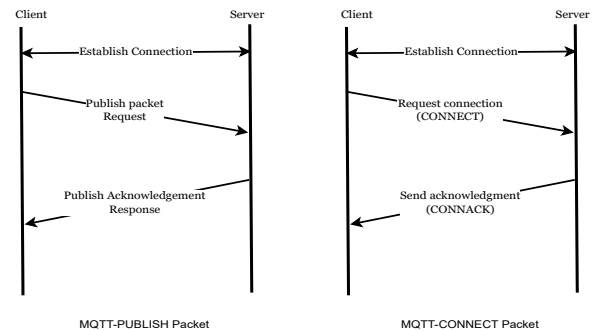 Client Server
Establish Connection
Publish packet
Request
Publish Acknowledgement
Response
MQTT-PUBLISH Packet
Client Server
Establish Connection
Request connection
(CONNECT)
Send acknowledgment
(CONNACK)
MQTT-CONNECT Packet